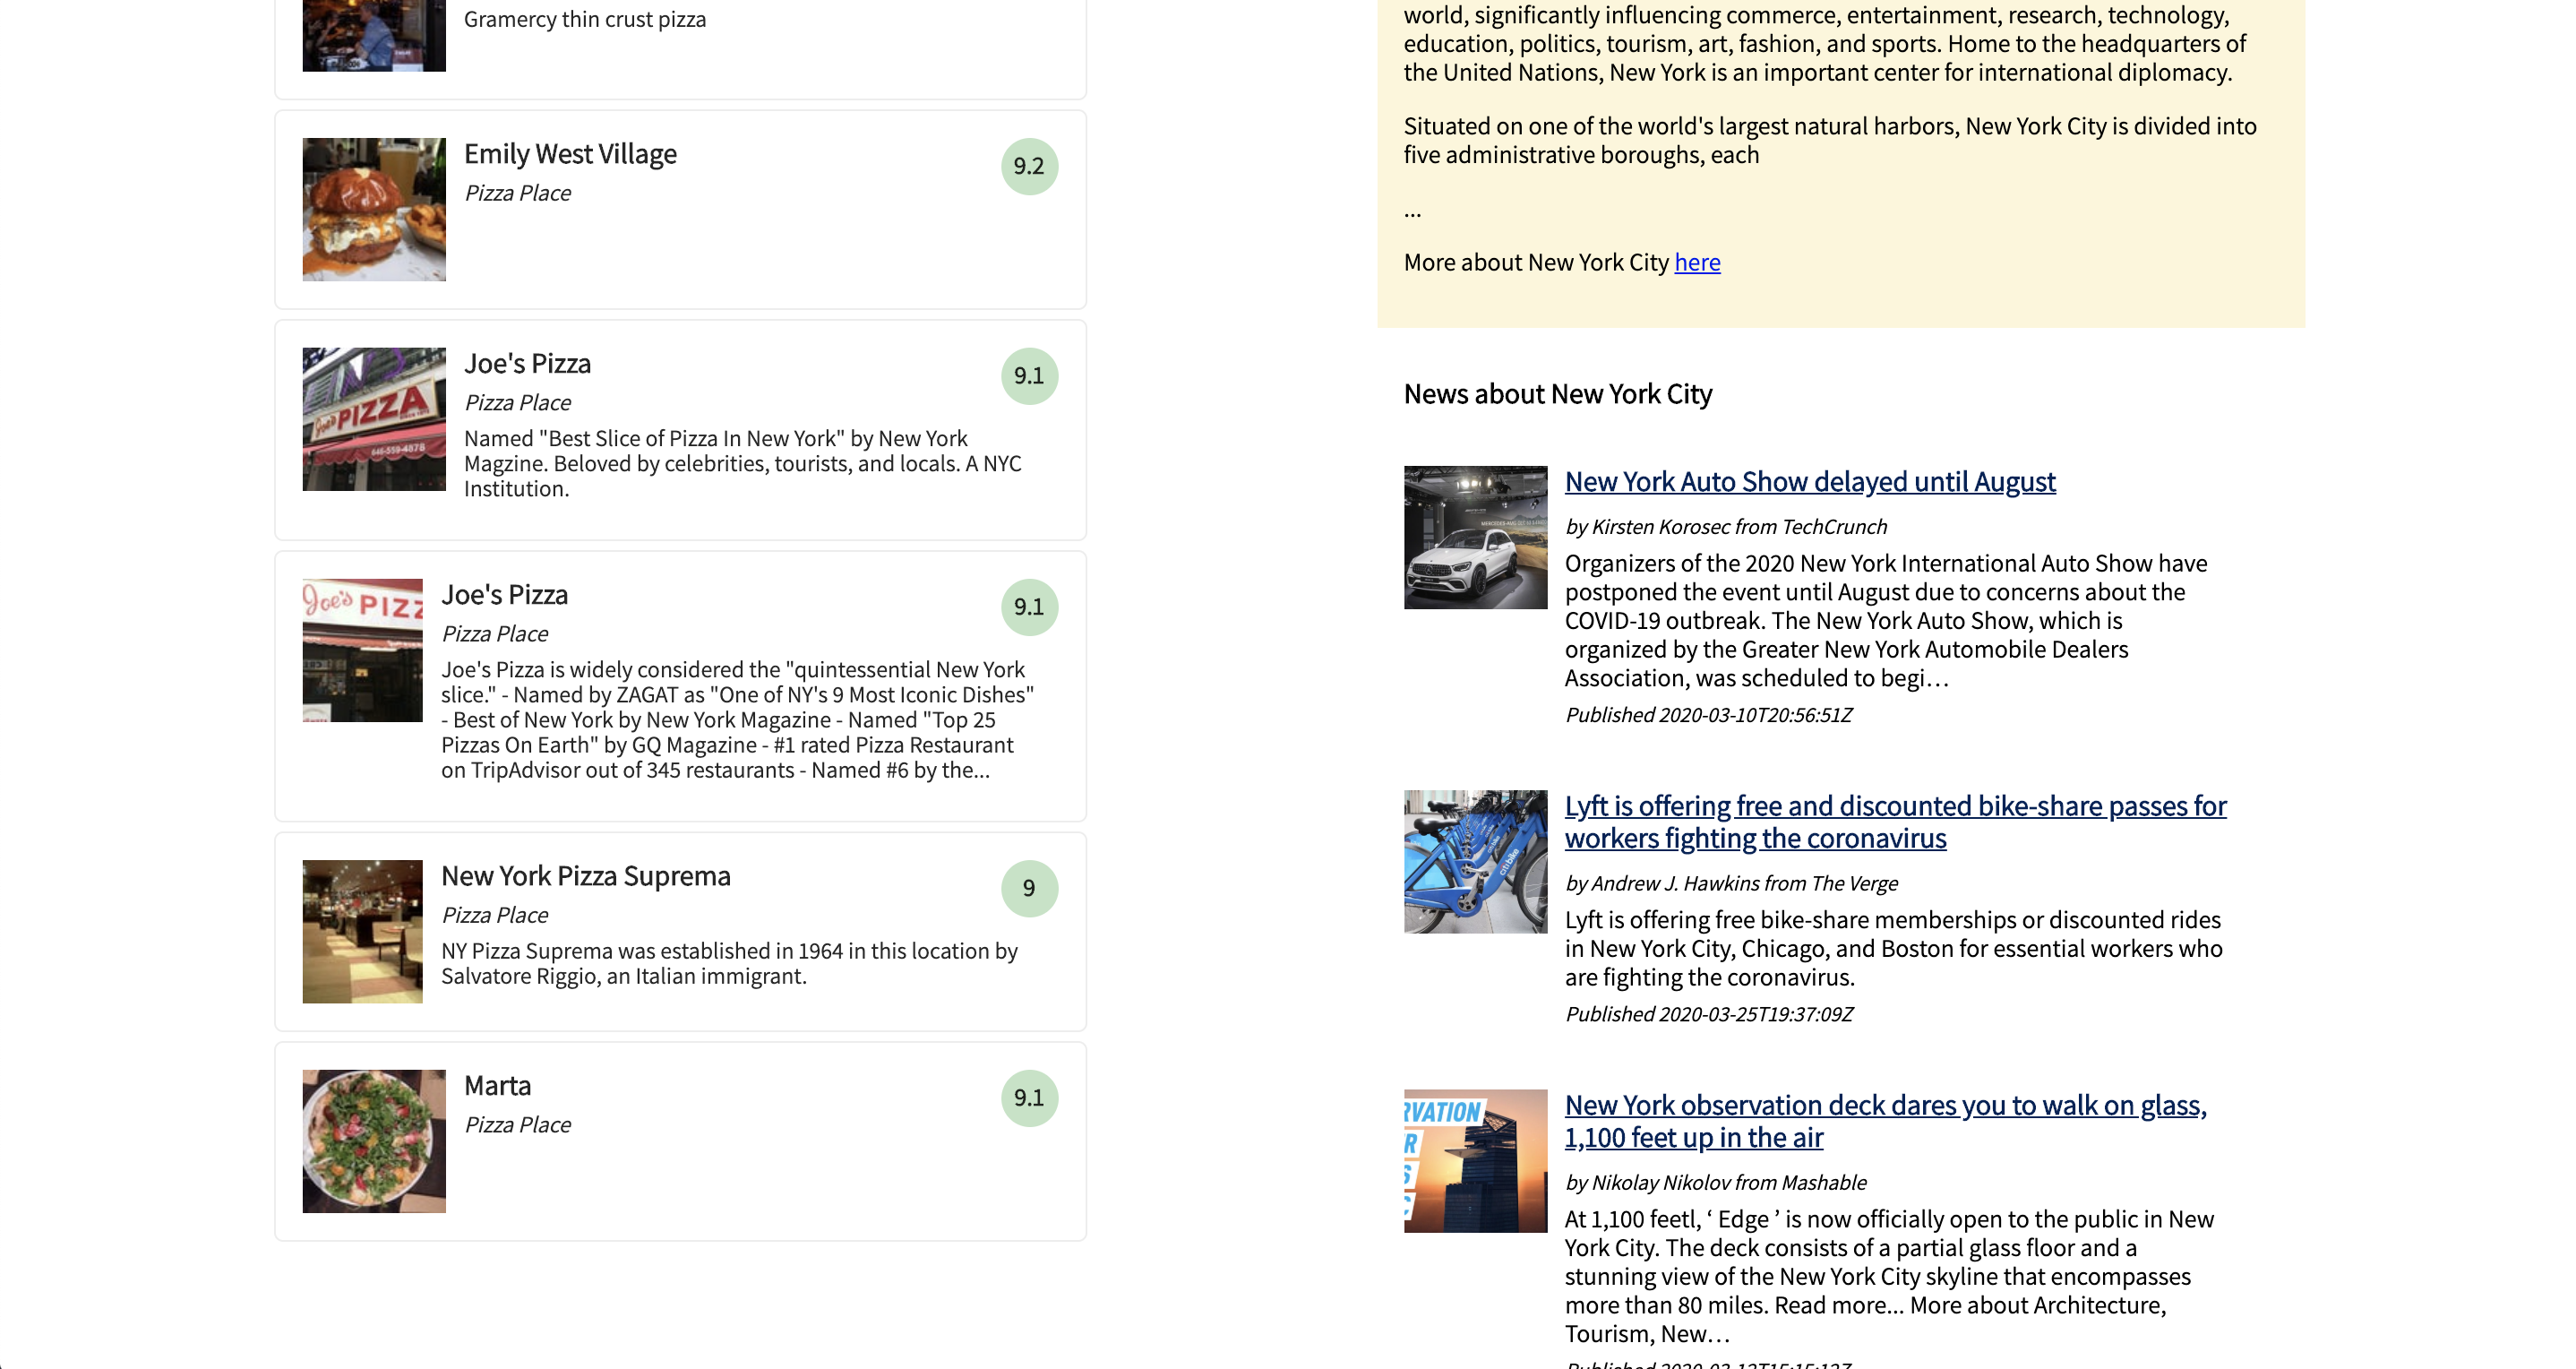 Gramercy thin crust pizza
Emily West Village
9.2
Pizza Place
Joe's Pizza
9.1
Pizza Place
Named "Best Slice of Pizza In New York" by New York
Magzine. Beloved by celebrities, tourists, and locals. A NYC
Institution.
Joe's PIZZA
646-559-4878
Joe's Pizza
9.1
Pizza Place
Joe's Pizza is widely considered the "quintessential New York
slice." - Named by ZAGAT as "One of NY's 9 Most Iconic Dishes"
- Best of New York by New York Magazine - Named "Top 25
Pizzas On Earth" by GQ Magazine - #1 rated Pizza Restaurant
on TripAdvisor out of 345 restaurants - Named #6 by the...
Joe's PIZZ
New York Pizza Suprema
9
Pizza Place
NY Pizza Suprema was established in 1964 in this location by
Salvatore Riggio, an Italian immigrant.
Marta
9.1
Pizza Place
world, significantly influencing commerce, entertainment, research, technology,
education, politics, tourism, art, fashion, and sports. Home to the headquarters of
the United Nations, New York is an important center for international diplomacy.
Situated on one of the world's largest natural harbors, New York City is divided into
five administrative boroughs, each
...
More about New York City here
News about New York City
New York Auto Show delayed until August
by Kirsten Korosec from TechCrunch
Organizers of the 2020 New York International Auto Show have
postponed the event until August due to concerns about the
COVID-19 outbreak. The New York Auto Show, which is
organized by the Greater New York Automobile Dealers
Association, was scheduled to begi…
Published 2020-03-10T20:56:51Z
Lyft is offering free and discounted bike-share passes for
workers fighting the coronavirus
by Andrew J. Hawkins from The Verge
Lyft is offering free bike-share memberships or discounted rides
in New York City, Chicago, and Boston for essential workers who
are fighting the coronavirus.
Published 2020-03-25T19:37:09Z
citi bike
New York observation deck dares you to walk on glass,
1,100 feet up in the air
by Nikolay Nikolov from Mashable
At 1,100 feetl, ‘ Edge ’ is now officially open to the public in New
York City. The deck consists of a partial glass floor and a
stunning view of the New York City skyline that encompasses
more than 80 miles. Read more... More about Architecture,
Tourism, New…
RVATION